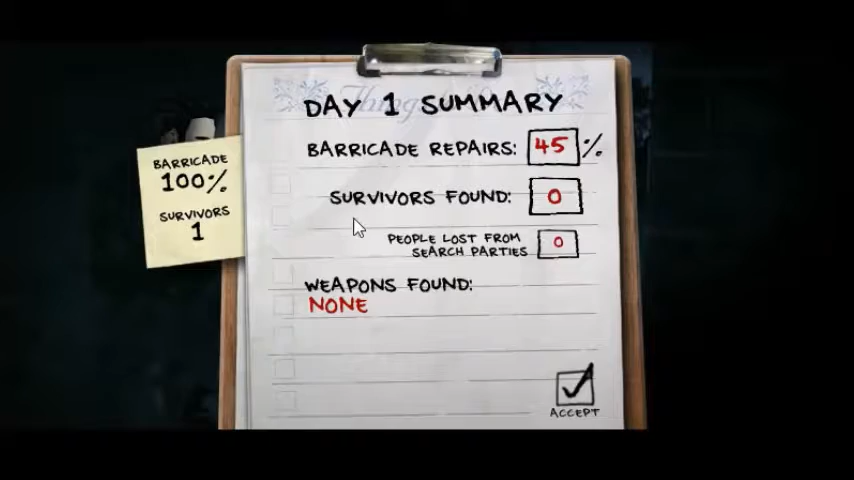 DAY 1 SUMMARY
BARRICADE REPAIRS: 45 %
SURVIVORS FOUND: 0
PEOPLE LOST FROM
SEARCH PARTIES 0
WEAPONS FOUND:
NONE
ACCEPT
BARRICADE
100%
SURVIVORS
1